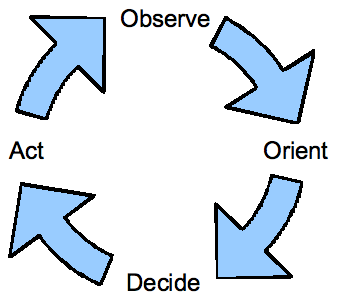 Observe
Orient
Decide
Act